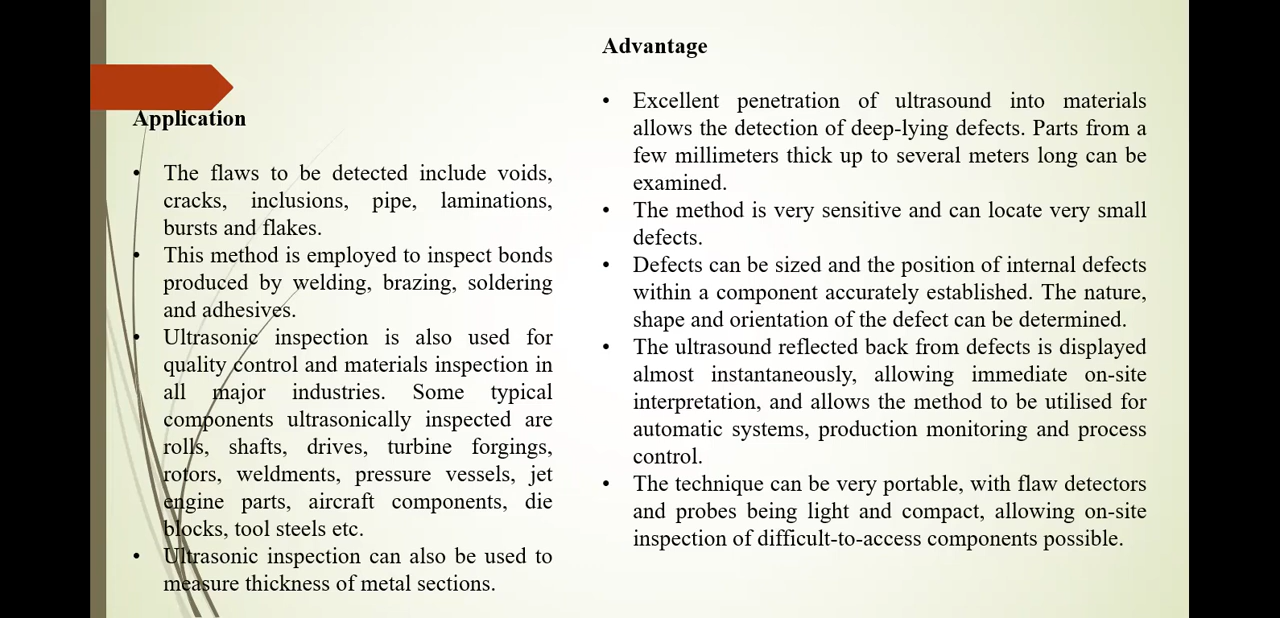 Application
• The flaws to be detected include voids,
cracks, inclusions, pipe, laminations,
bursts and flakes.
• This method is employed to inspect bonds
produced by welding, brazing, soldering
and adhesives.
• Ultrasonic inspection is also used for
quality control and materials inspection in
all major industries. Some typical
components ultrasonically inspected are
rolls, shafts, drives, turbine forgings,
rotors, weldments, pressure vessels, jet
engine parts, aircraft components, die
blocks, tool steels etc.
• Ultrasonic inspection can also be used to
measure thickness of metal sections.
Advantage
• Excellent penetration of ultrasound into materials
allows the detection of deep-lying defects. Parts from a
few millimeters thick up to several meters long can be
examined.
• The method is very sensitive and can locate very small
defects.
• Defects can be sized and the position of internal defects
within a component accurately established. The nature,
shape and orientation of the defect can be determined.
• The ultrasound reflected back from defects is displayed
almost instantaneously, allowing immediate on-site
interpretation, and allows the method to be utilised for
automatic systems, production monitoring and process
control.
• The technique can be very portable, with flaw detectors
and probes being light and compact, allowing on-site
inspection of difficult-to-access components possible.